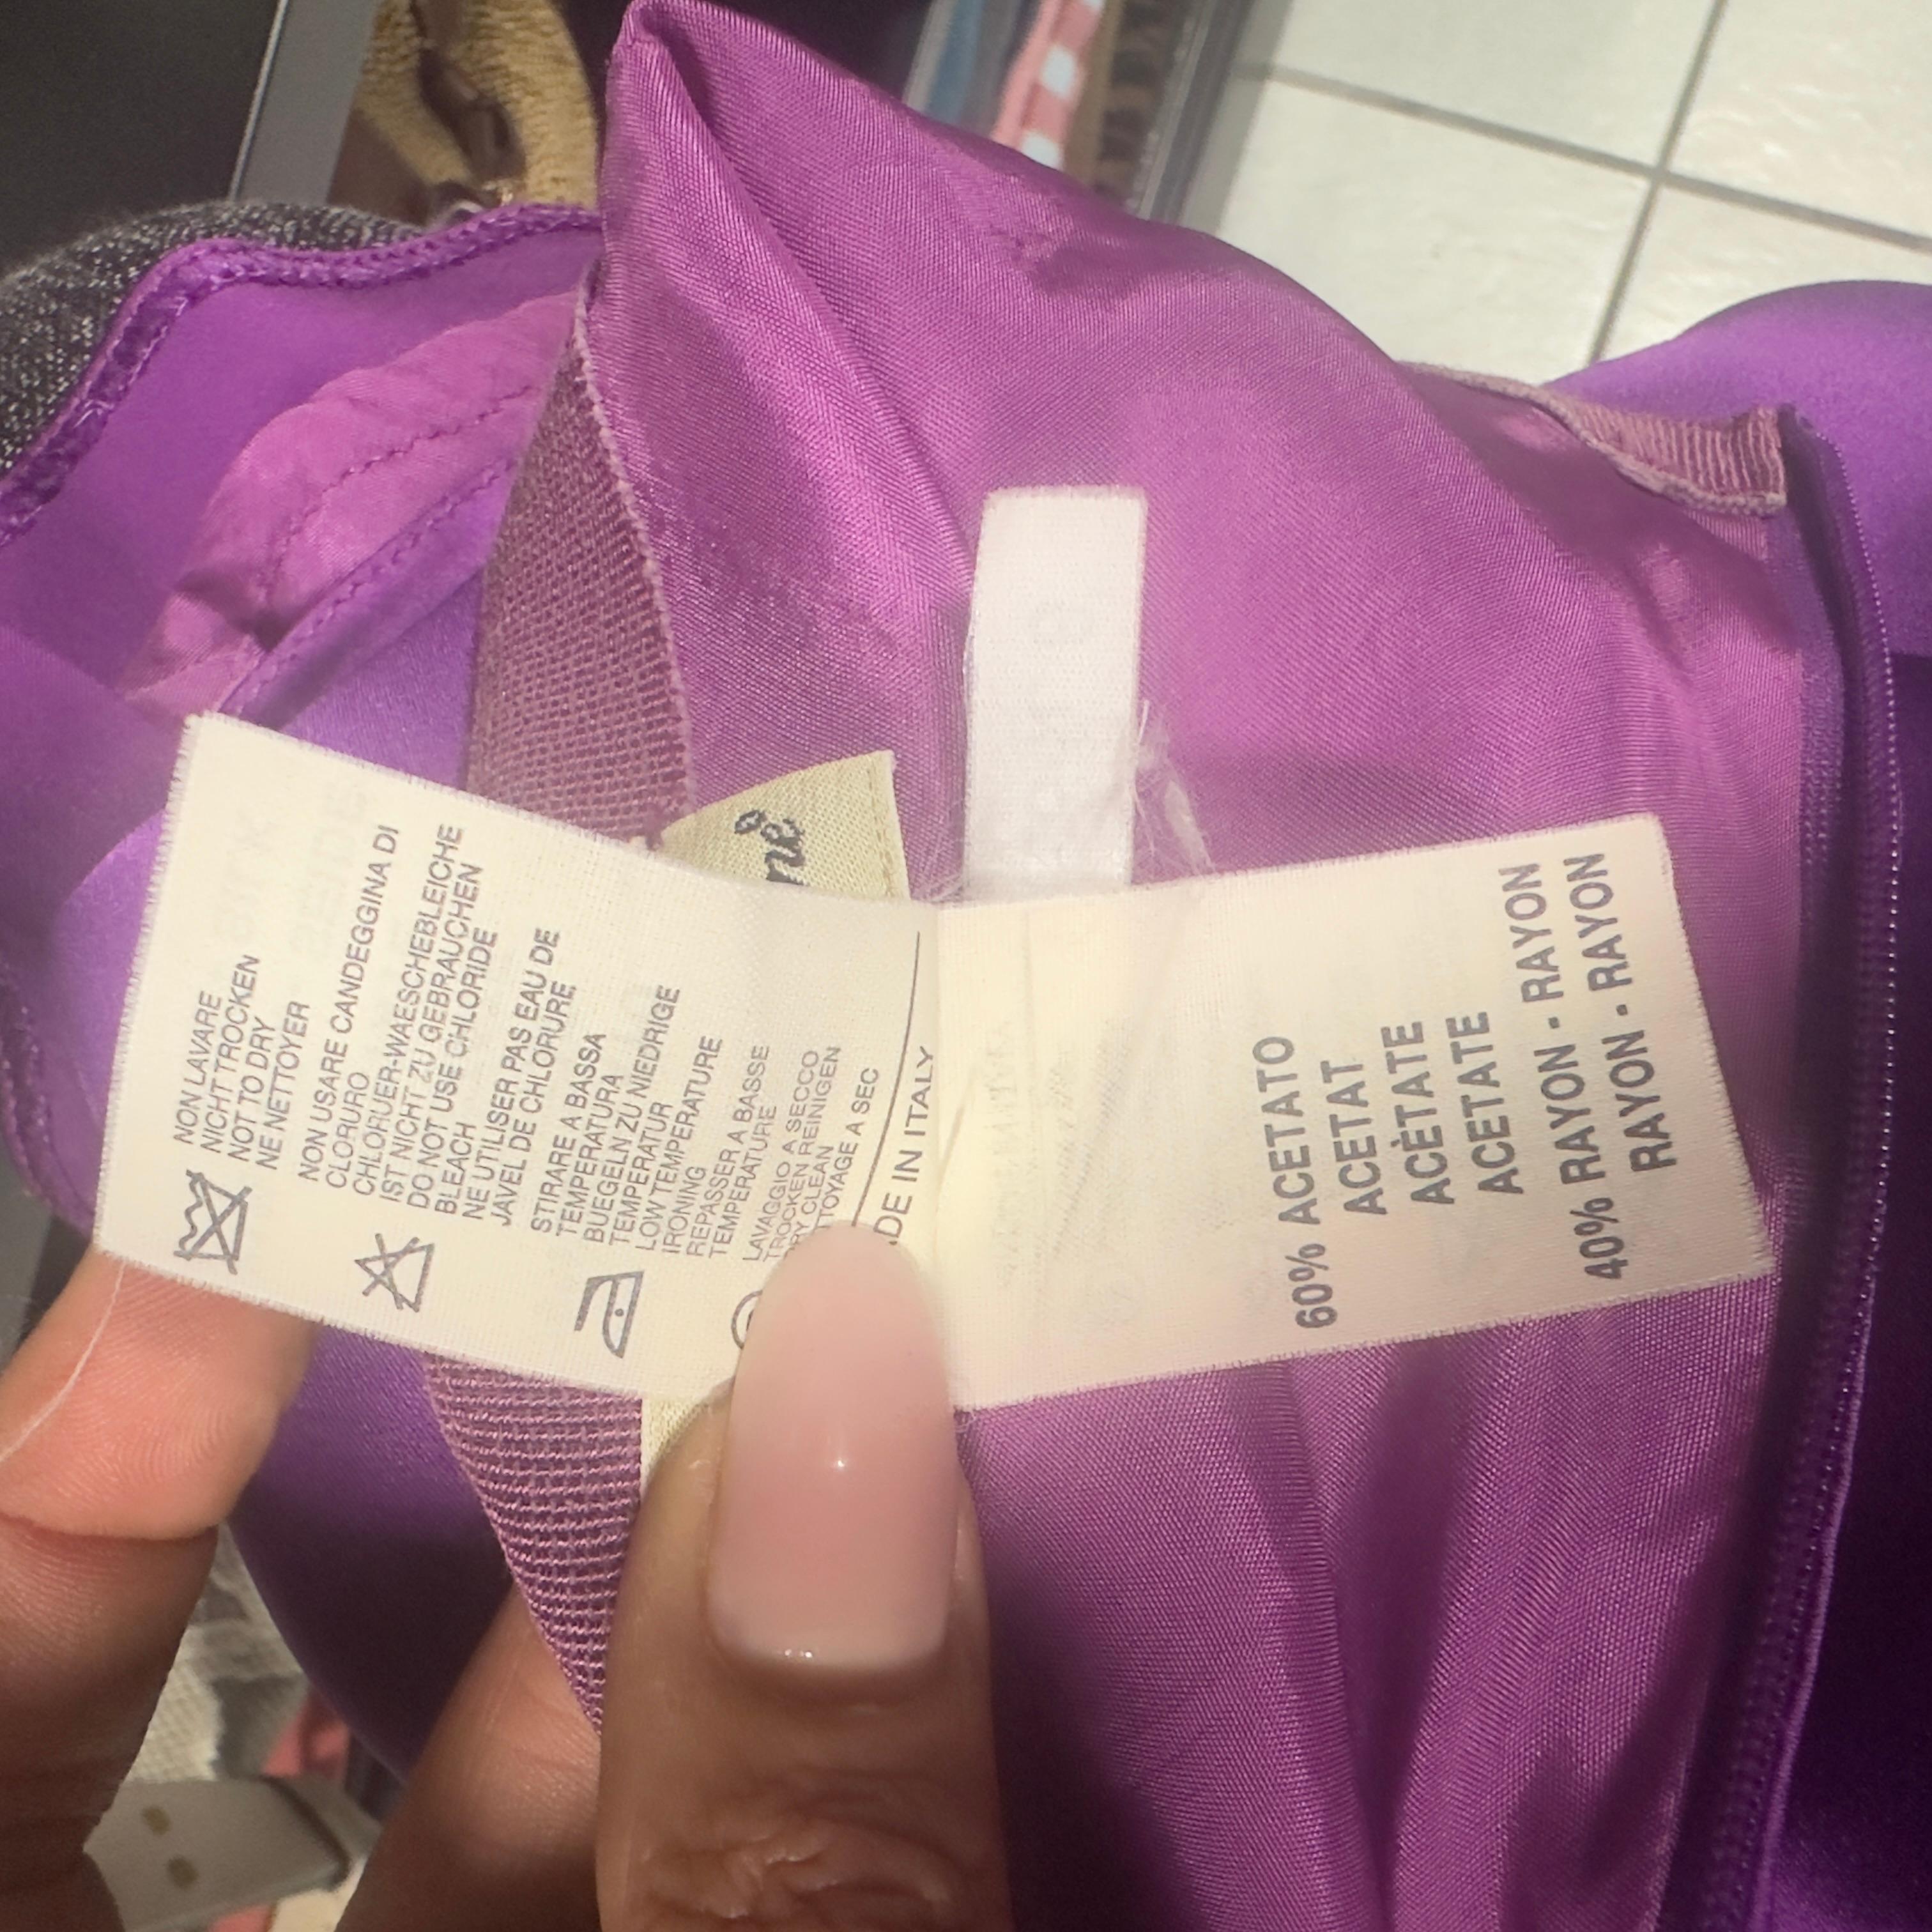 NON LAVARE
NICHT TROCKEN
NOT TO DRY
NE NETTOYER
NON USARE CANDEGGINA DI
CLORURO
CHLORUER-WAESCHEBLEICHE
IST NICHT ZU GEBRAUCHEN
DO NOT USE CHLORIDE
BLEACH
NE UTILISER PAS EAU DE
JAVEL DE CHLORURE
STIRARE A BASSA
TEMPERATURA
BUEGELN ZU NIEDRIGE
TEMPERATUR
LOW TEMPERATURE
IRONING
REPASSER A BASSE
TEMPERATURE
LAVAGGIO A SECCO
TROCKEN REINIGEN
DRY CLEAN
TTOYAGE A SEC
DE IN ITALY
né
60% ACETATO
ACETAT
ACÈTATE
ACETATE
40% RAYON - RAYON
RAYON - RAYON